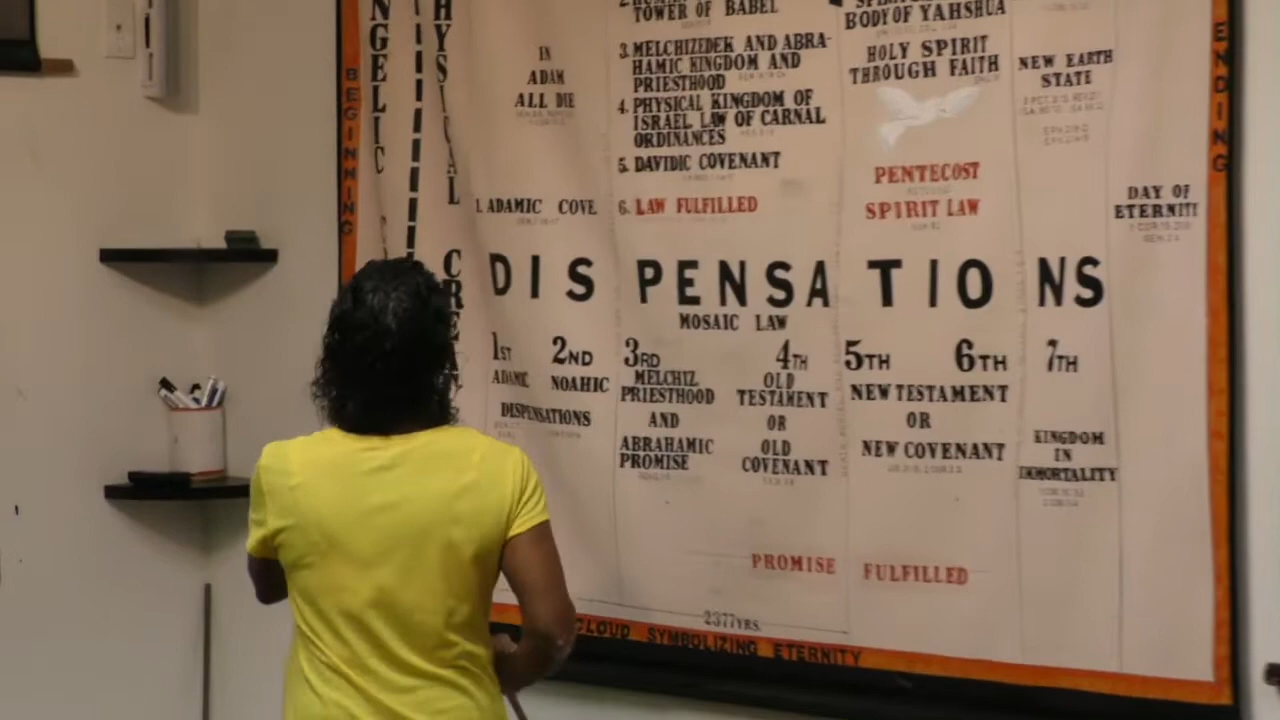 BEGINNING
NGELIC
HYSICAL
CREA
TOWER OF BABEL
BODY OF YAHSHUA
IN
ADAM
ALL DIE
3. MELCHIZEDEK AND ABRA-
HAMIC KINGDOM AND
PRIESTHOOD
HOLY SPIRIT
THROUGH FAITH
NEW EARTH
STATE
4. PHYSICAL KINGDOM OF
ISRAEL LAW OF CARNAL
ORDINANCES
5. DAVIDIC COVENANT
PENTECOST
1. ADAMIC COVE
6. LAW FULFILLED
SPIRIT LAW
DAY OF
ETERNITY
DISPENSATIONS
MOSAIC LAW
1ST 2ND 3RD 4TH 5TH 6TH 7TH
ADAMIC NOAHIC
DISPENSATIONS
MELCHIZ.
PRIESTHOOD
AND
ABRAHAMIC
PROMISE
OLD
TESTAMENT
OR
OLD
COVENANT
NEW TESTAMENT
OR
NEW COVENANT
KINGDOM
IN
IMMORTALITY
PROMISE FULFILLED
2377YRS.
CLOUD SYMBOLIZING ETERNITY
ENDING